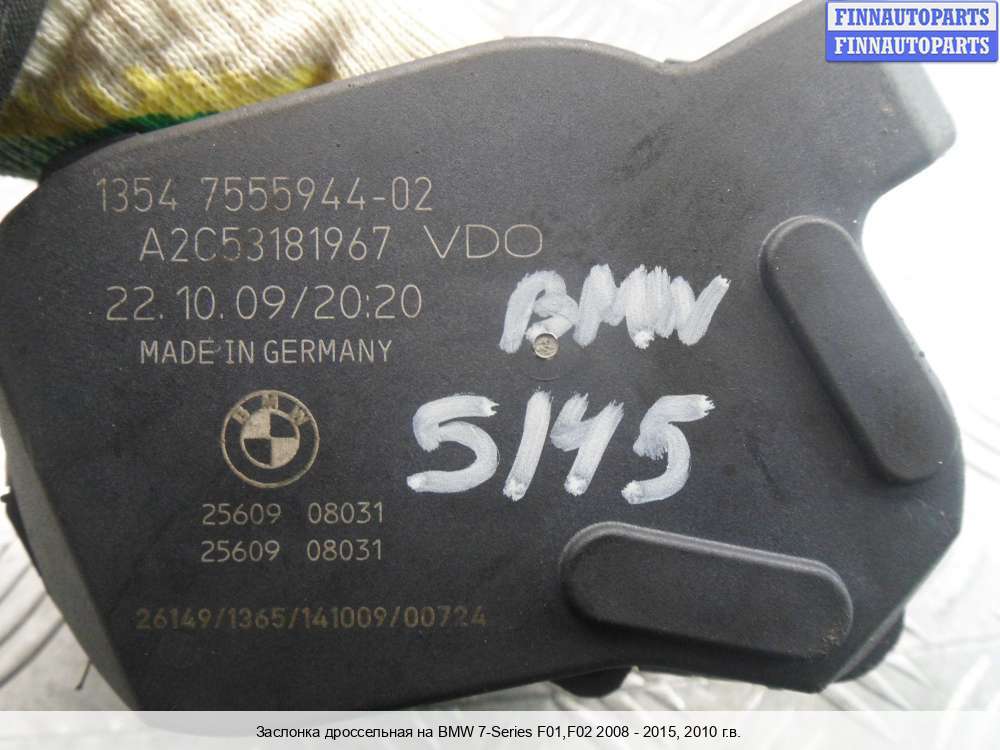 FINNAUTOPARTS
FINNAUTOPARTS
1354 7555944-02
A2C53181967 VDO
22.10.09/20:20
MADE IN GERMANY
BMW
BMW
5145
25609 08031
25609 08031
26149/1365/141009/00724
Заслонка дроссельная на BMW 7-Series F01,F02 2008 - 2015, 2010 г.в.